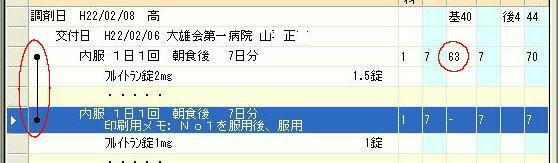 調剤日 H22/02/08 高 基40 後4 44
交付日 H22/02/06 大雄会第一病院 山 正
内服 1日1回 朝食後 7日分 1 7 63 7 70
フルイトラン錠2mg 1.5錠
・・・・・
内服 1日1回 朝食後 7日分
印刷用メモ: No1を服用後、服用 1 7 - 7 7
フルイトラン錠1mg 1錠
・・・・・